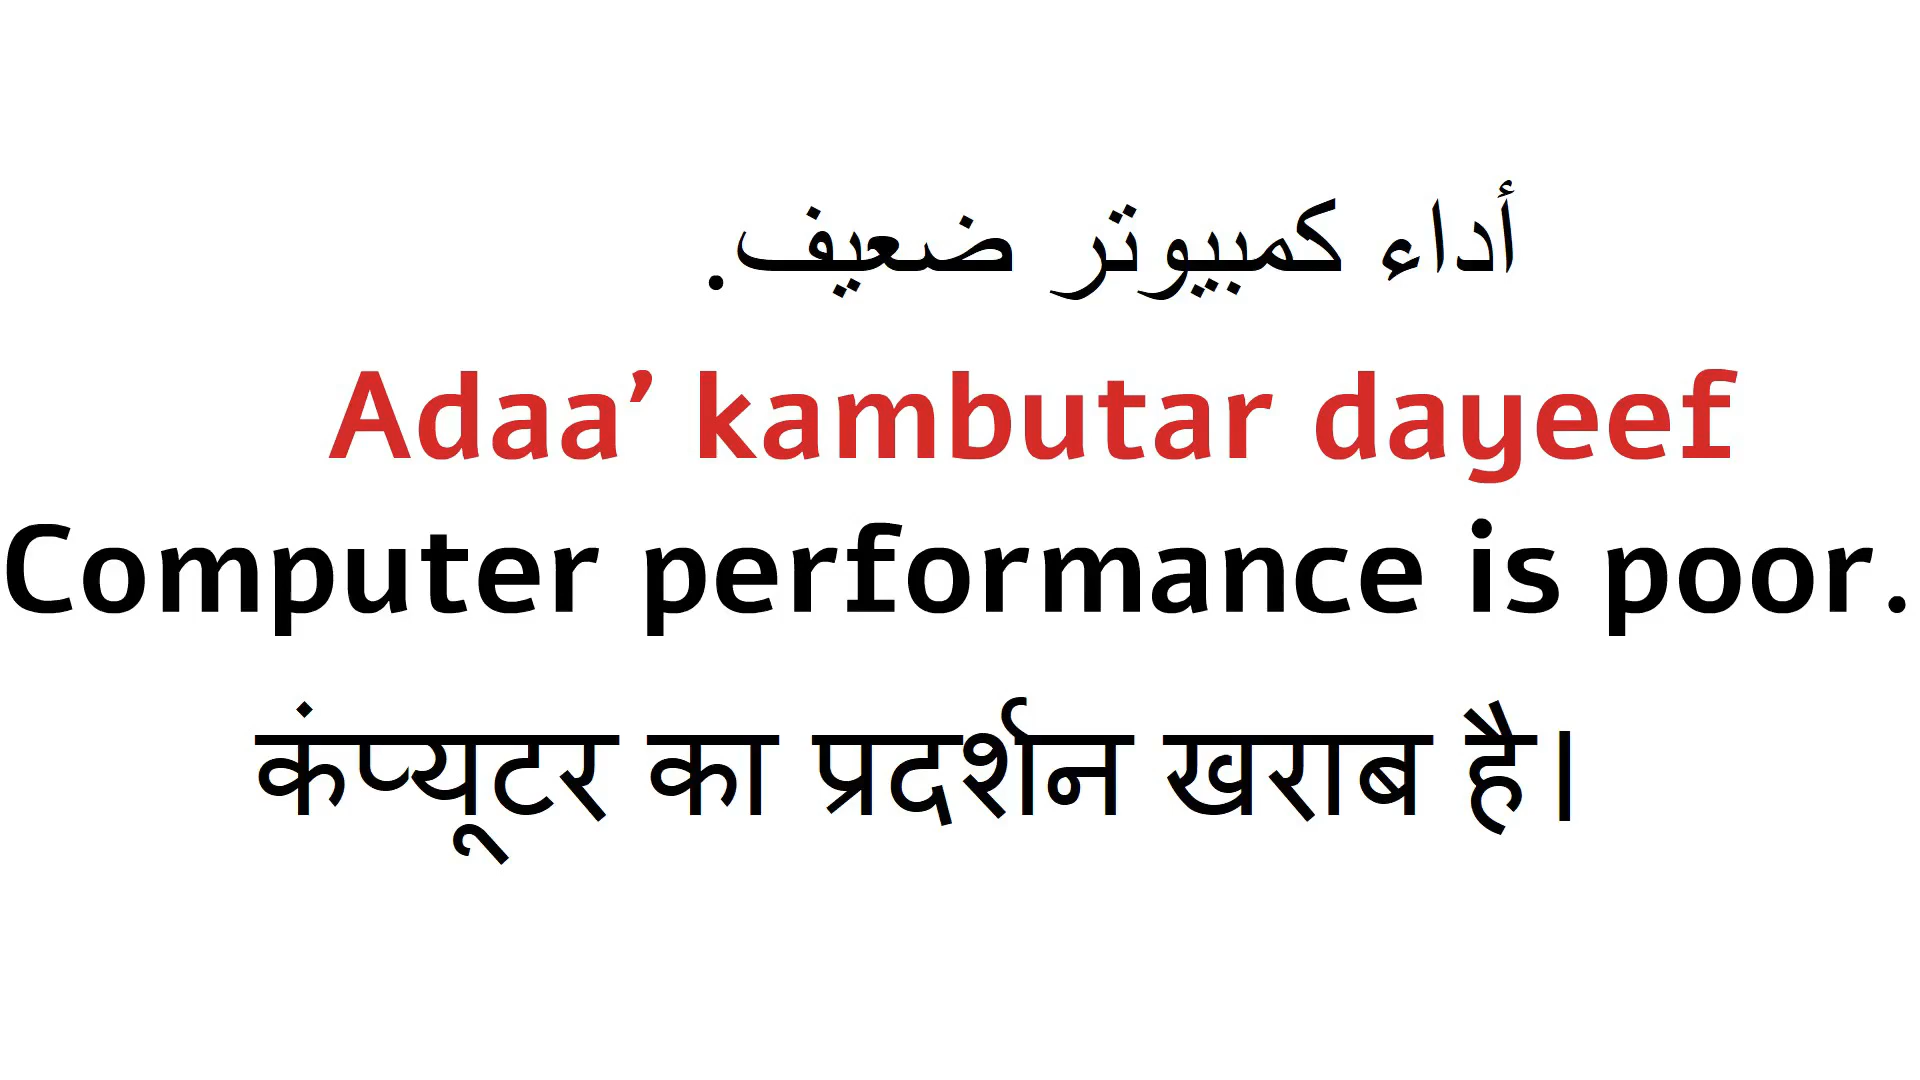 أداء كمبيوتر ضعيف.
Adaa’ kambutar dayeef
Computer performance is poor.
कंप्यूटर का प्रदर्शन खराब है।